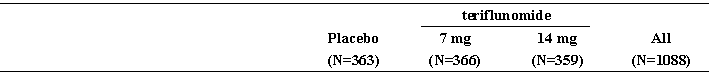 teriflunomide
Placebo 7 mg 14 mg All
(N=363) (N=366) (N=359) (N=1088)